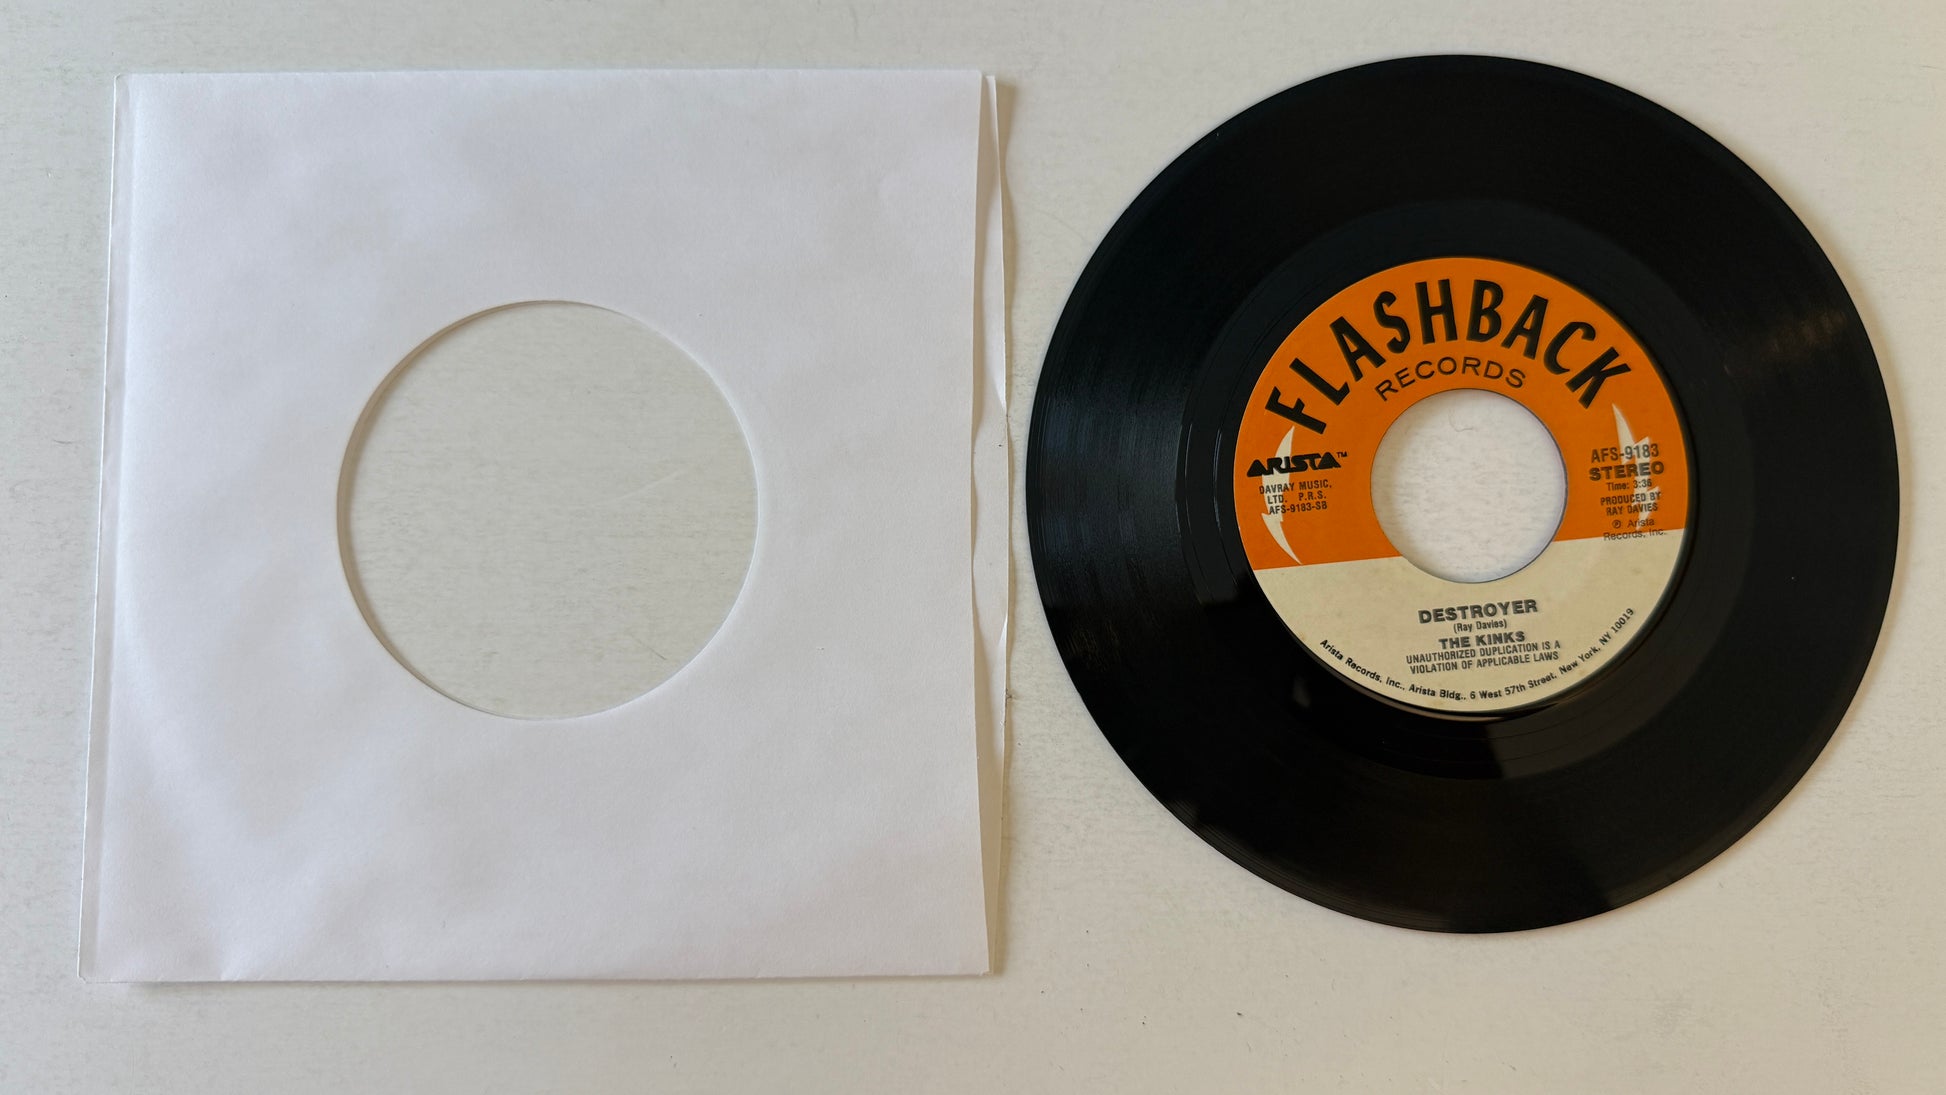 FLASHBACK
RECORDS
ARISTA™
DAVRAY MUSIC,
LTD. P.R.S.
AFS-9183-SB
AFS-9183
STEREO
Time: 3:36
PRODUCED BY
RAY DAVIES
℗ Arista
Records, Inc.
DESTROYER
(Ray Davies)
THE KINKS
UNAUTHORIZED DUPLICATION IS A
VIOLATION OF APPLICABLE LAWS
Arista Records, Inc., Arista Bldg., 6 West 57th Street, New York, NY 10019